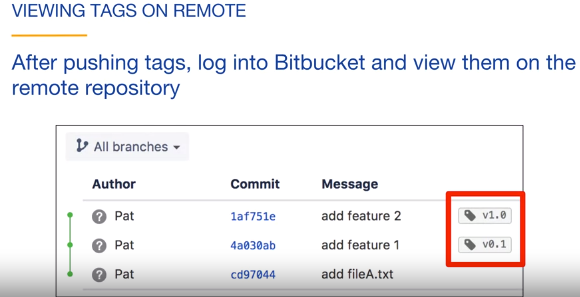 VIEWING TAGS ON REMOTE
After pushing tags, log into Bitbucket and view them on the
remote repository
All branches
Author Commit Message
? Pat 1af751e add feature 2 v1.0
? Pat 4a030ab add feature 1 v0.1
? Pat cd97044 add fileA.txt